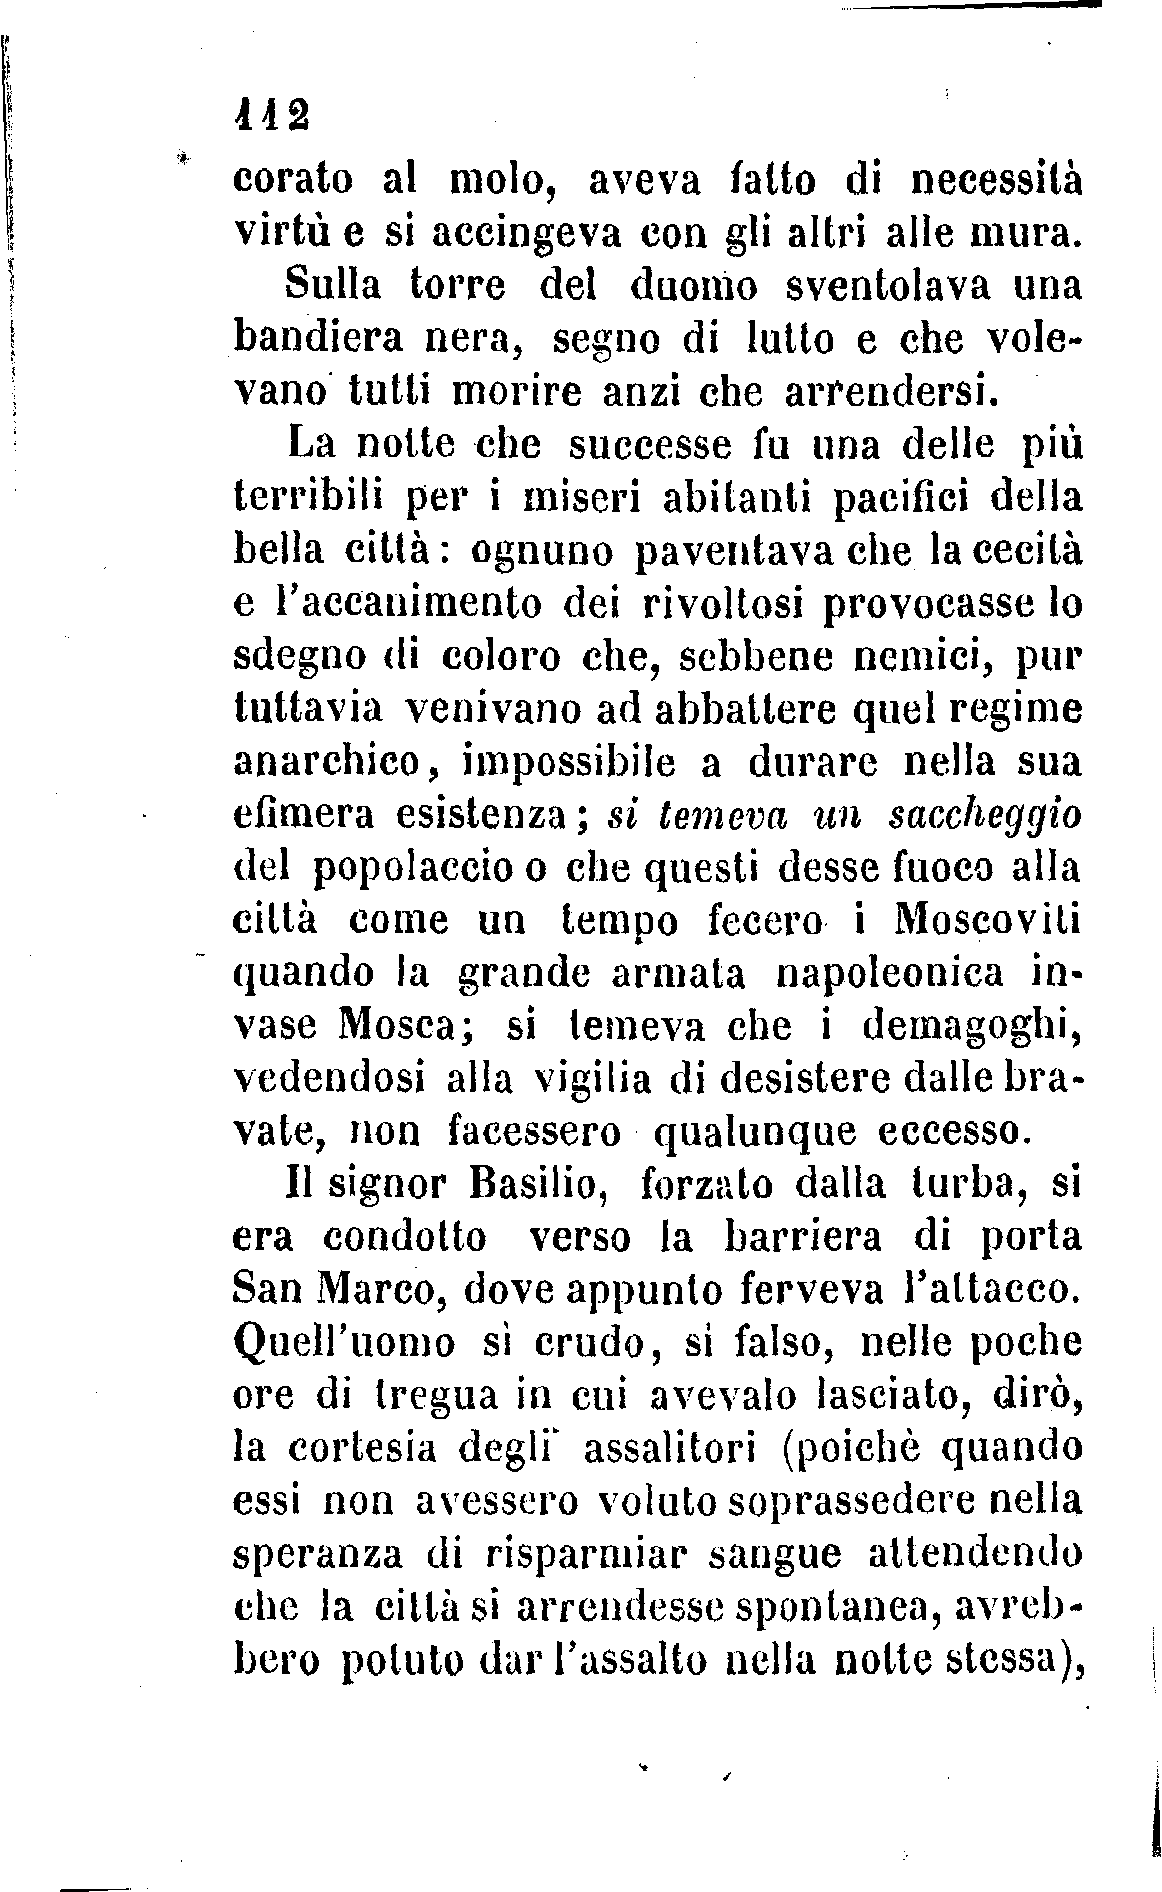 112
corato al molo, aveva fatto di necessità
virtù e si accingeva con gli altri alle mura.
Sulla torre del duomo sventolava una
bandiera nera, segno di lutto e che vole-
vano tutti morire anzi che arrendersi.
La notte che successe fu una delle più
terribili per i miseri abitanti pacifici della
bella città: ognuno paventava che la cecità
e l'accanimento dei rivoltosi provocasse lo
sdegno di coloro che, sebbene nemici, pur
tuttavia venivano ad abbattere quel regime
anarchico, impossibile a durare nella sua
efimera esistenza; si temeva un saccheggio
del popolaccio o che questi desse fuoco alla
città come un tempo fecero i Moscoviti
quando la grande armata napoleonica in-
vase Mosca; si temeva che i demagoghi,
vedendosi alla vigilia di desistere dalle bra-
vate, non facessero qualunque eccesso.
Il signor Basilio, forzato dalla turba, si
era condotto verso la barriera di porta
San Marco, dove appunto ferveva l'attacco.
Quell'uomo sì crudo, sì falso, nelle poche
ore di tregua in cui avevalo lasciato, dirò,
la cortesia degli assalitori (poichè quando
essi non avessero voluto soprassedere nella
speranza di risparmiar sangue attendendo
che la città si arrendesse spontanea, avreb-
bero potuto dar l'assalto nella notte stessa),